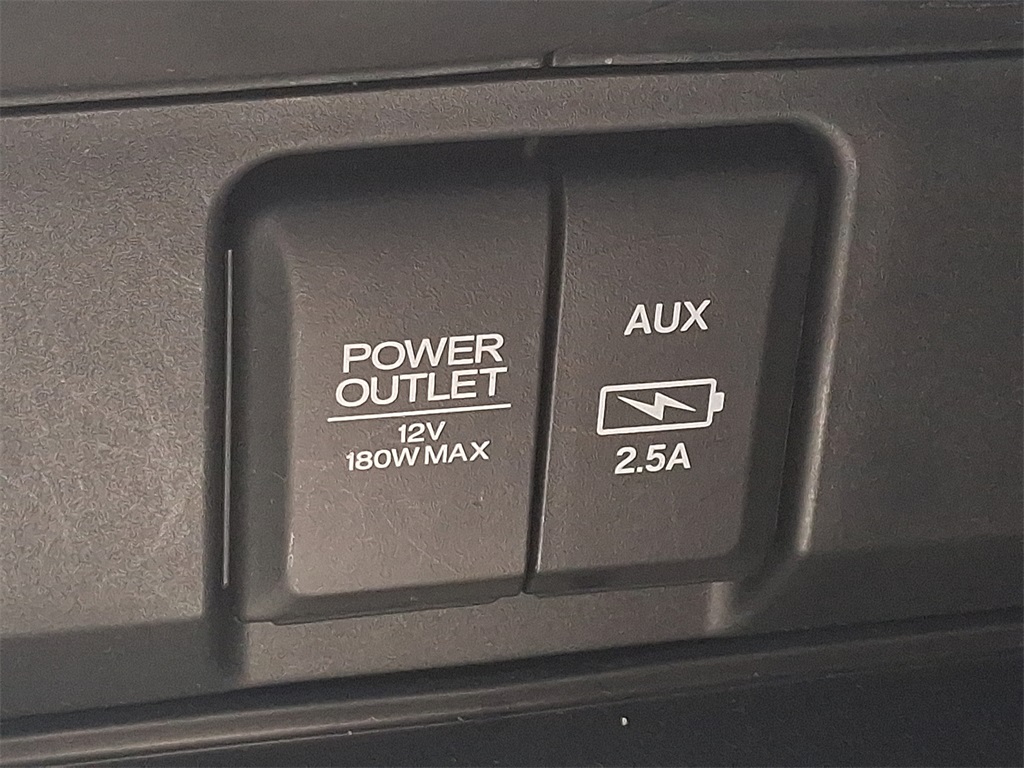 POWER
OUTLET
12V
180W MAX
AUX
2.5A